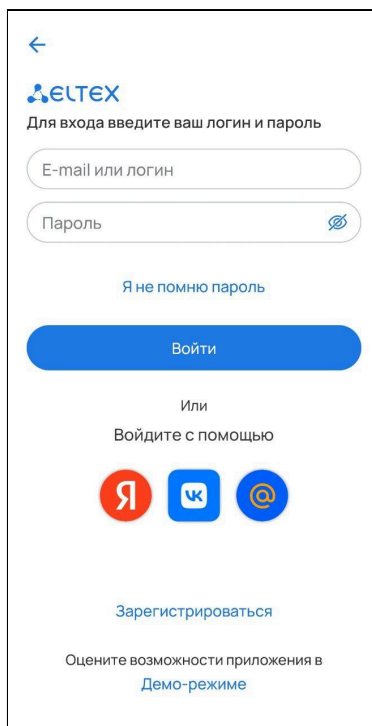 ELTEX
Для входа введите ваш логин и пароль
E-mail или логин
Пароль
Я не помню пароль
Войти
Или
Войдите с помощью
Я
VK
@
Зарегистрироваться
Оцените возможности приложения в
Демо-режиме